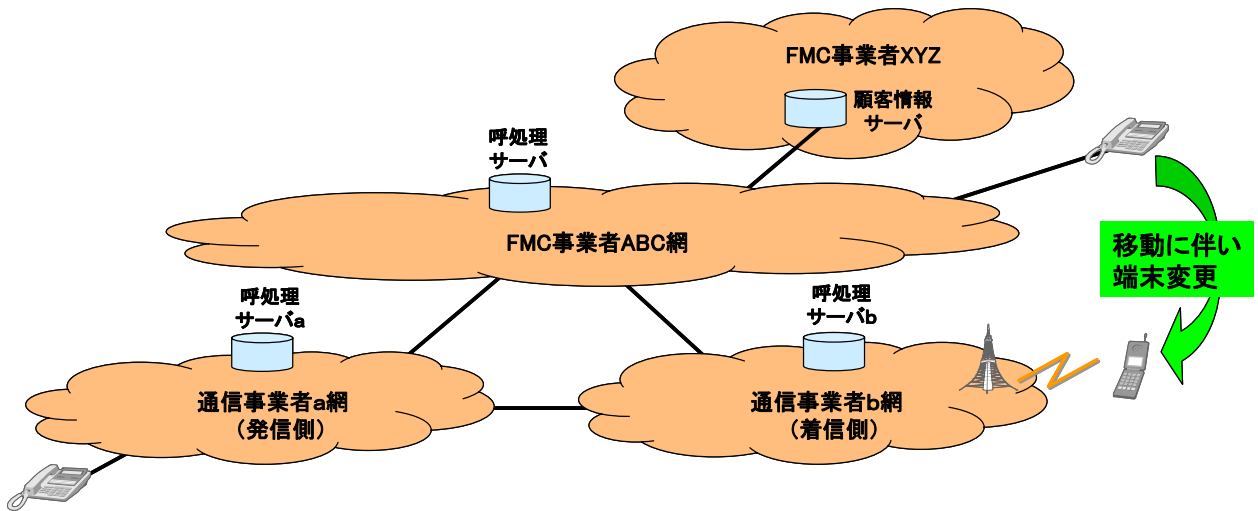 FMC事業者XYZ
顧客情報
サーバ
呼処理
サーバ
FMC事業者ABC網
移動に伴い
端末変更
呼処理
サーバa
呼処理
サーバb
通信事業者a網
（発信側）
通信事業者b網
（着信側）